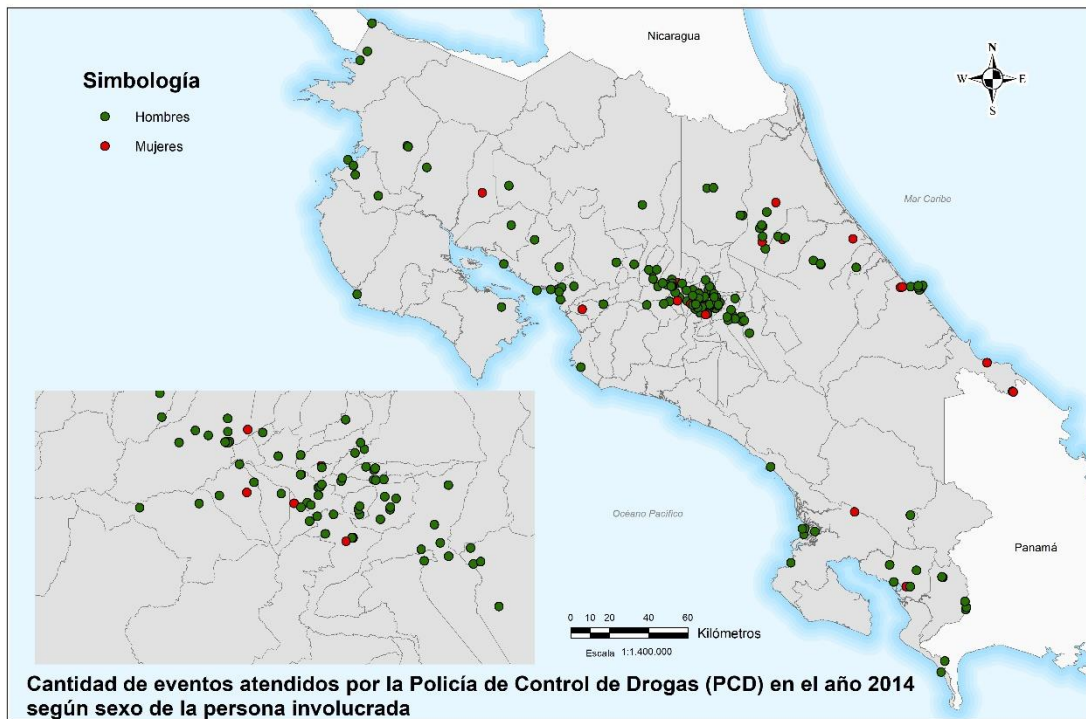 Nicaragua
N
W E
S
Simbología
Hombres
Mujeres
Mar Caribe
Océano Pacifico
Panamá
0 10 20 40 60
Kilómetros
Escala 1:1.400.000
Cantidad de eventos atendidos por la Policía de Control de Drogas (PCD) en el año 2014
según sexo de la persona involucrada